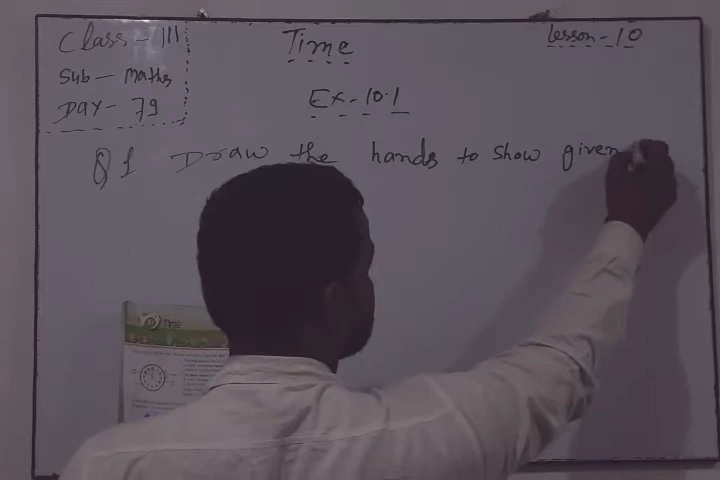 Class - III
Sub - Maths
Day - 79
Time
Lesson - 10
Ex - 10.1
Q1 Draw the hands to show given
Time